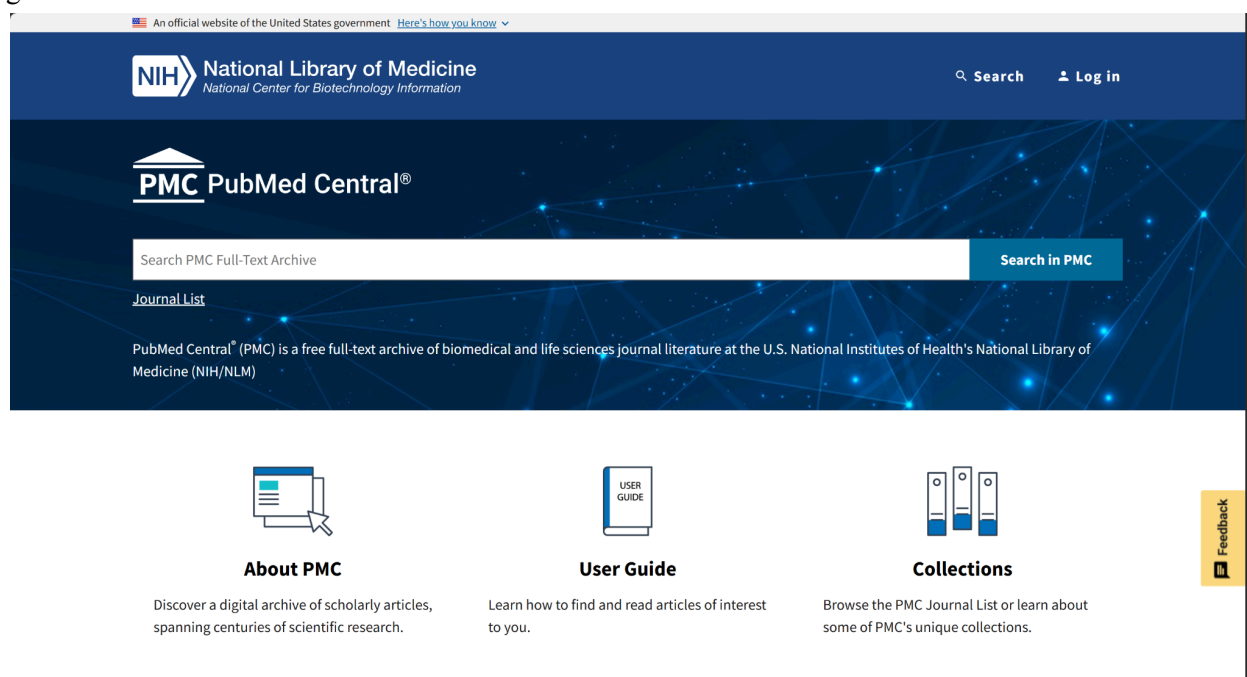 g
An official website of the United States government Here's how you know
NIH National Library of Medicine
National Center for Biotechnology Information
Search Log in
PMC PubMed Central®
Search PMC Full-Text Archive Search in PMC
Journal List
PubMed Central® (PMC) is a free full-text archive of biomedical and life sciences journal literature at the U.S. National Institutes of Health's National Library of
Medicine (NIH/NLM)
USER
GUIDE
Feedback
About PMC User Guide Collections
Discover a digital archive of scholarly articles, Learn how to find and read articles of interest Browse the PMC Journal List or learn about
spanning centuries of scientific research. to you. some of PMC's unique collections.